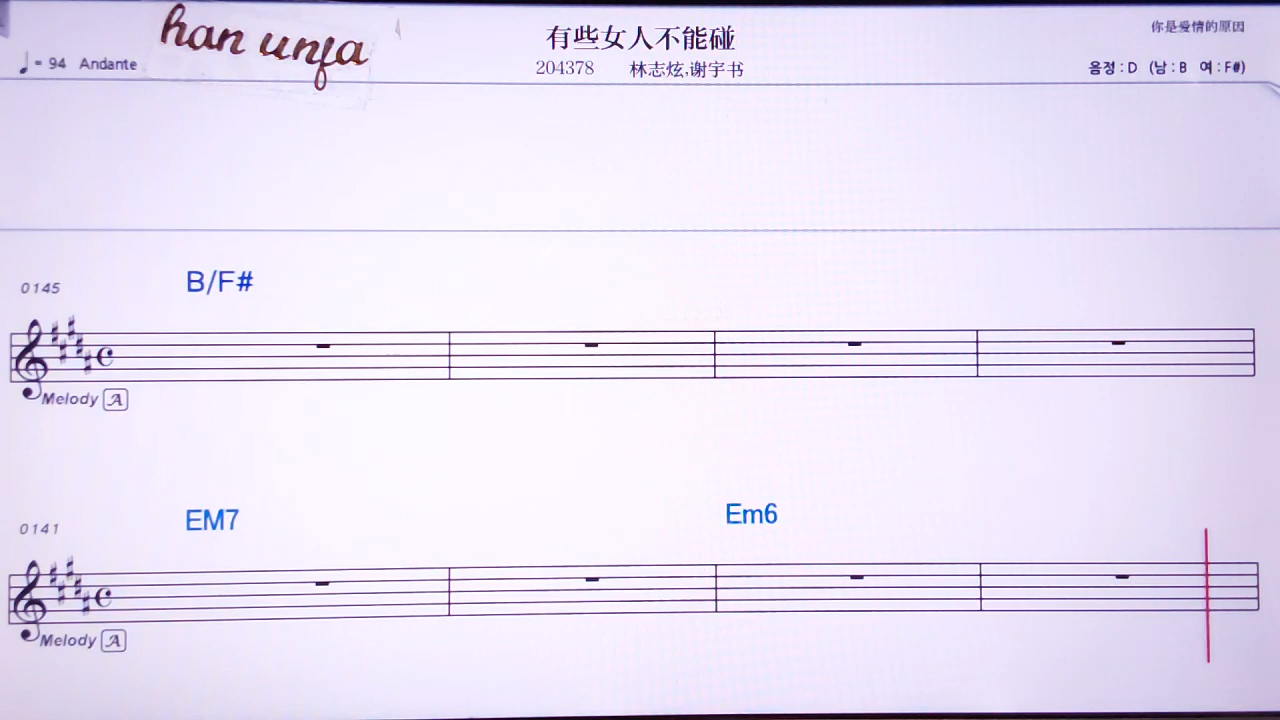 han unfa
有些女人不能碰
你是爱情的原因
♩= 94 Andante
204378 林志炫,谢宇书
음정 : D (남 : B 여 : F#)
0145
B/F#
Melody A
0141
EM7 Em6
Melody A